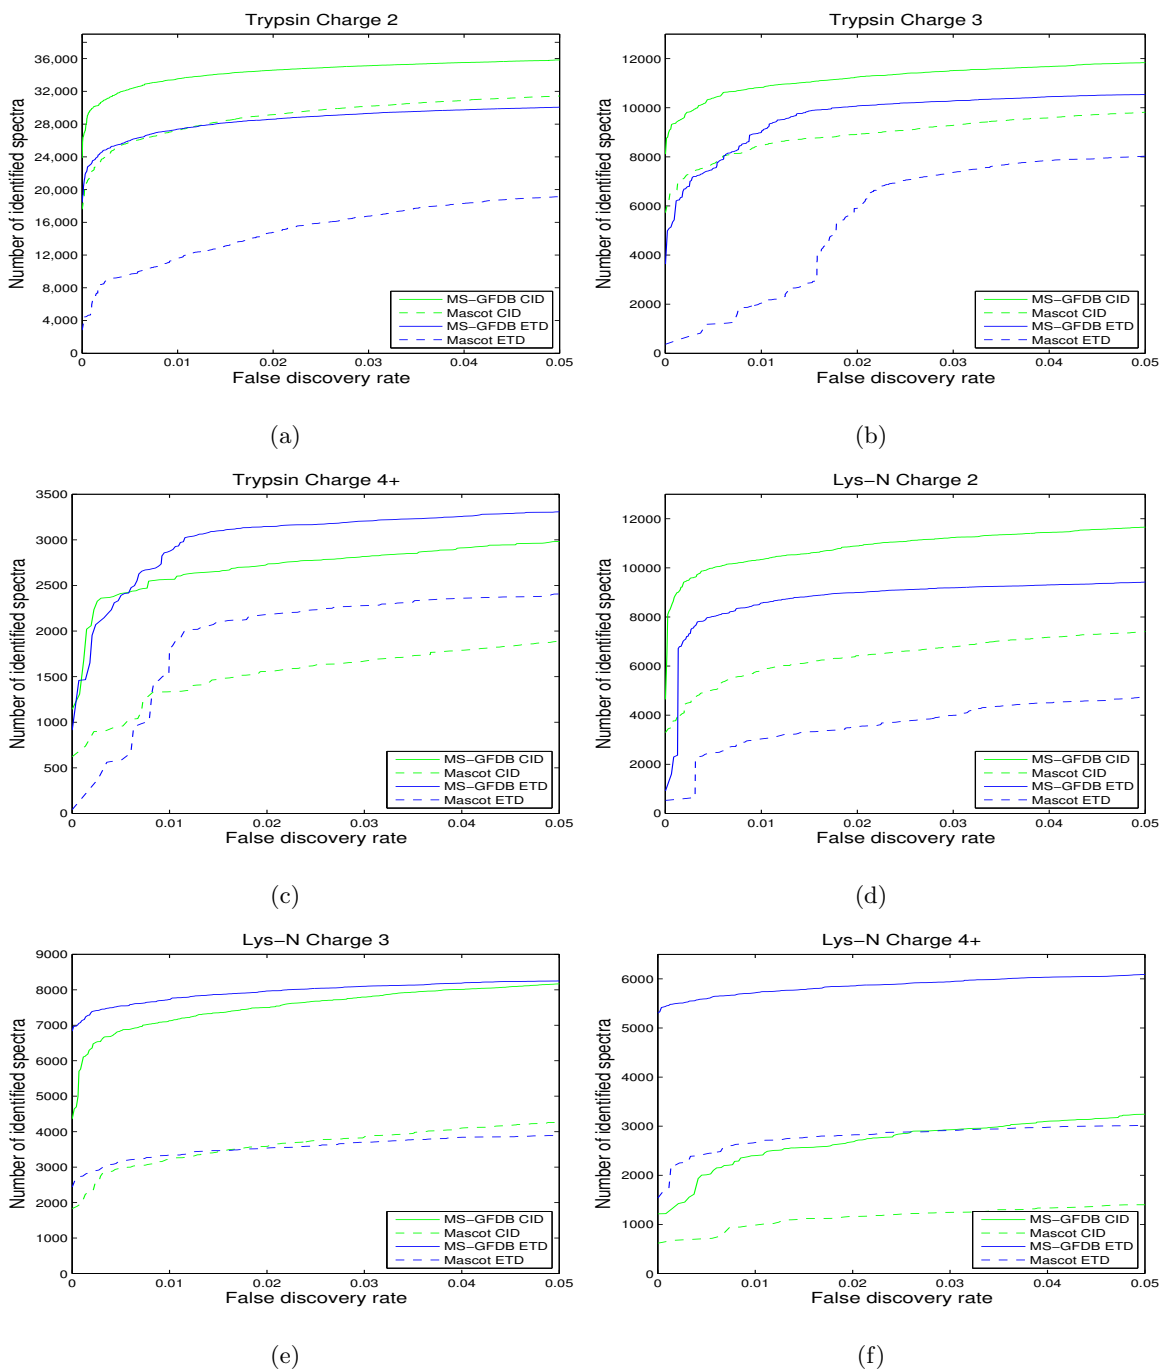 Trypsin Charge 2
Number of identified spectra
36,000
32,000
28,000
24,000
20,000
16,000
12,000
8,000
4,000
0
0 0.01 0.02 0.03 0.04 0.05
False discovery rate
MS-GFDB CID
Mascot CID
MS-GFDB ETD
Mascot ETD
(a)
Trypsin Charge 3
Number of identified spectra
12000
10000
8000
6000
4000
2000
0
0 0.01 0.02 0.03 0.04 0.05
False discovery rate
MS-GFDB CID
Mascot CID
MS-GFDB ETD
Mascot ETD
(b)
Trypsin Charge 4+
Number of identified spectra
3500
3000
2500
2000
1500
1000
500
0
0 0.01 0.02 0.03 0.04 0.05
False discovery rate
MS-GFDB CID
Mascot CID
MS-GFDB ETD
Mascot ETD
(c)
Lys-N Charge 2
Number of identified spectra
12000
10000
8000
6000
4000
2000
0
0 0.01 0.02 0.03 0.04 0.05
False discovery rate
MS-GFDB CID
Mascot CID
MS-GFDB ETD
Mascot ETD
(d)
Lys-N Charge 3
Number of identified spectra
9000
8000
7000
6000
5000
4000
3000
2000
1000
0
0 0.01 0.02 0.03 0.04 0.05
False discovery rate
MS-GFDB CID
Mascot CID
MS-GFDB ETD
Mascot ETD
(e)
Lys-N Charge 4+
Number of identified spectra
6000
5000
4000
3000
2000
1000
0
0 0.01 0.02 0.03 0.04 0.05
False discovery rate
MS-GFDB CID
Mascot CID
MS-GFDB ETD
Mascot ETD
(f)